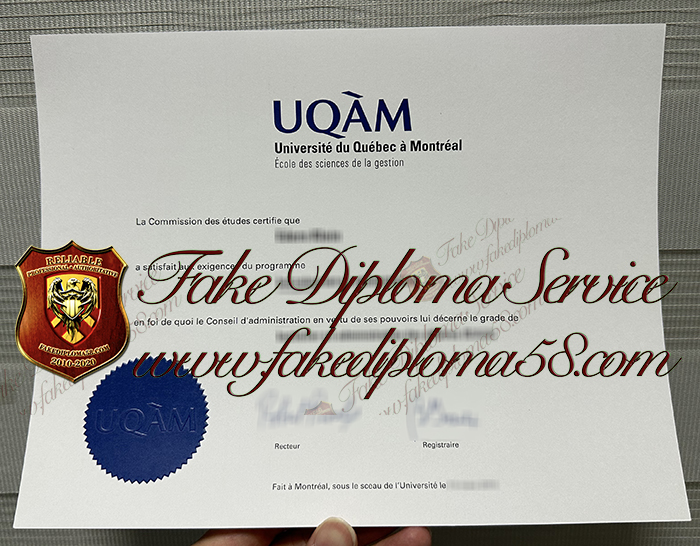 UQÀM
Université du Québec à Montréal
École des sciences de la gestion
La Commission des études certifie que
a satisfait aux exigences du programme
en foi de quoi le Conseil d'administration en vertu de ses pouvoirs lui décerne le grade de
Fake Diploma Service
www.fakediploma58.com
RELIABLE
PROFESSIONAL & AUTHORITATIVE
FAKEDIPLOMA58.COM
2010-2020
UQÀM
Recteur
Registraire
Fait à Montréal, sous le sceau de l'Université le